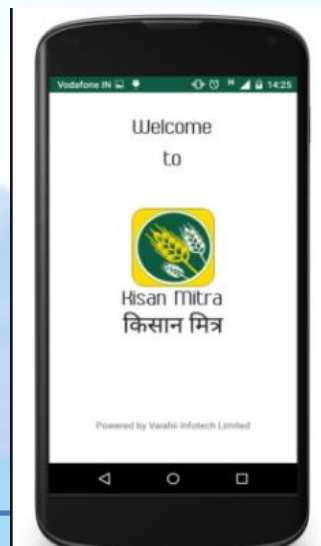 Vodafone IN 14:25
Welcome
to
Kisan Mitra
किसान मित्र
Powered by Varahi Infotech Limited